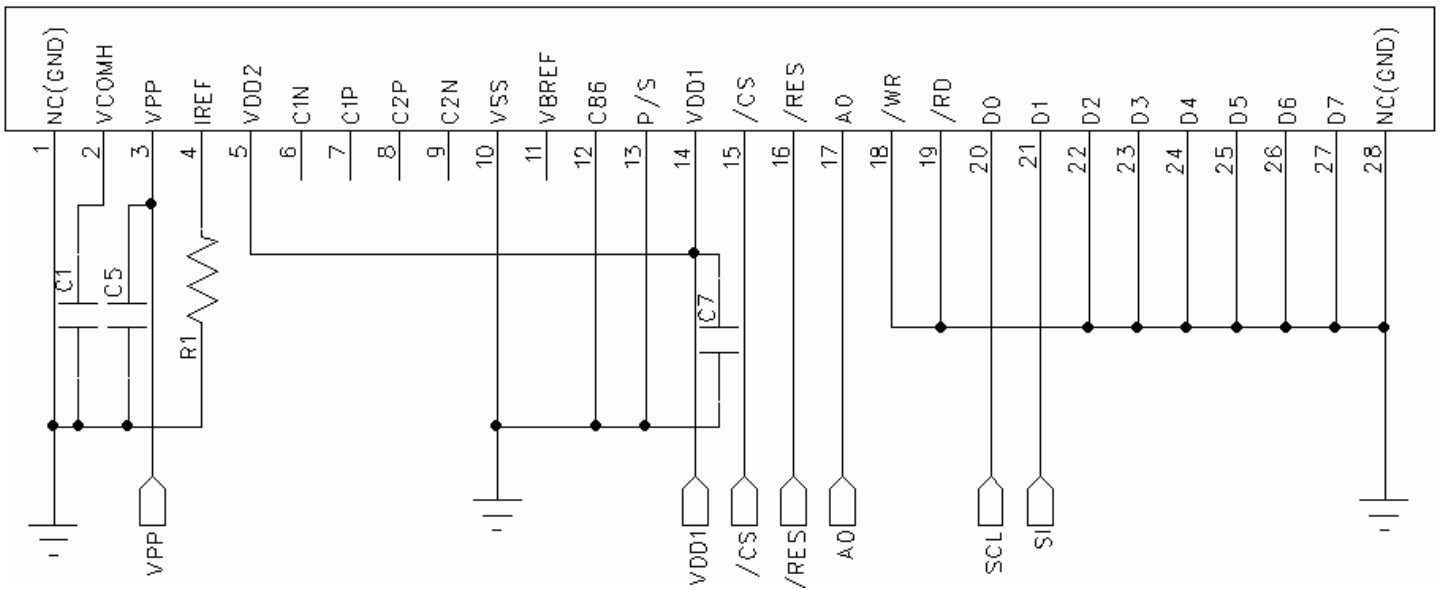 NC(GND)
VCOMH
VPP
IREF
VDD2
C1N
C1P
C2P
C2N
VSS
VBREF
C86
P/S
VDD1
/CS
/RES
A0
/WR
/RD
D0
D1
D2
D3
D4
D5
D6
D7
NC(GND)
1
2
3
4
5
6
7
8
9
10
11
12
13
14
15
16
17
18
19
20
21
22
23
24
25
26
27
28
C1
C5
R1
C7
VPP
VDD1
/CS
/RES
A0
SCL
SI